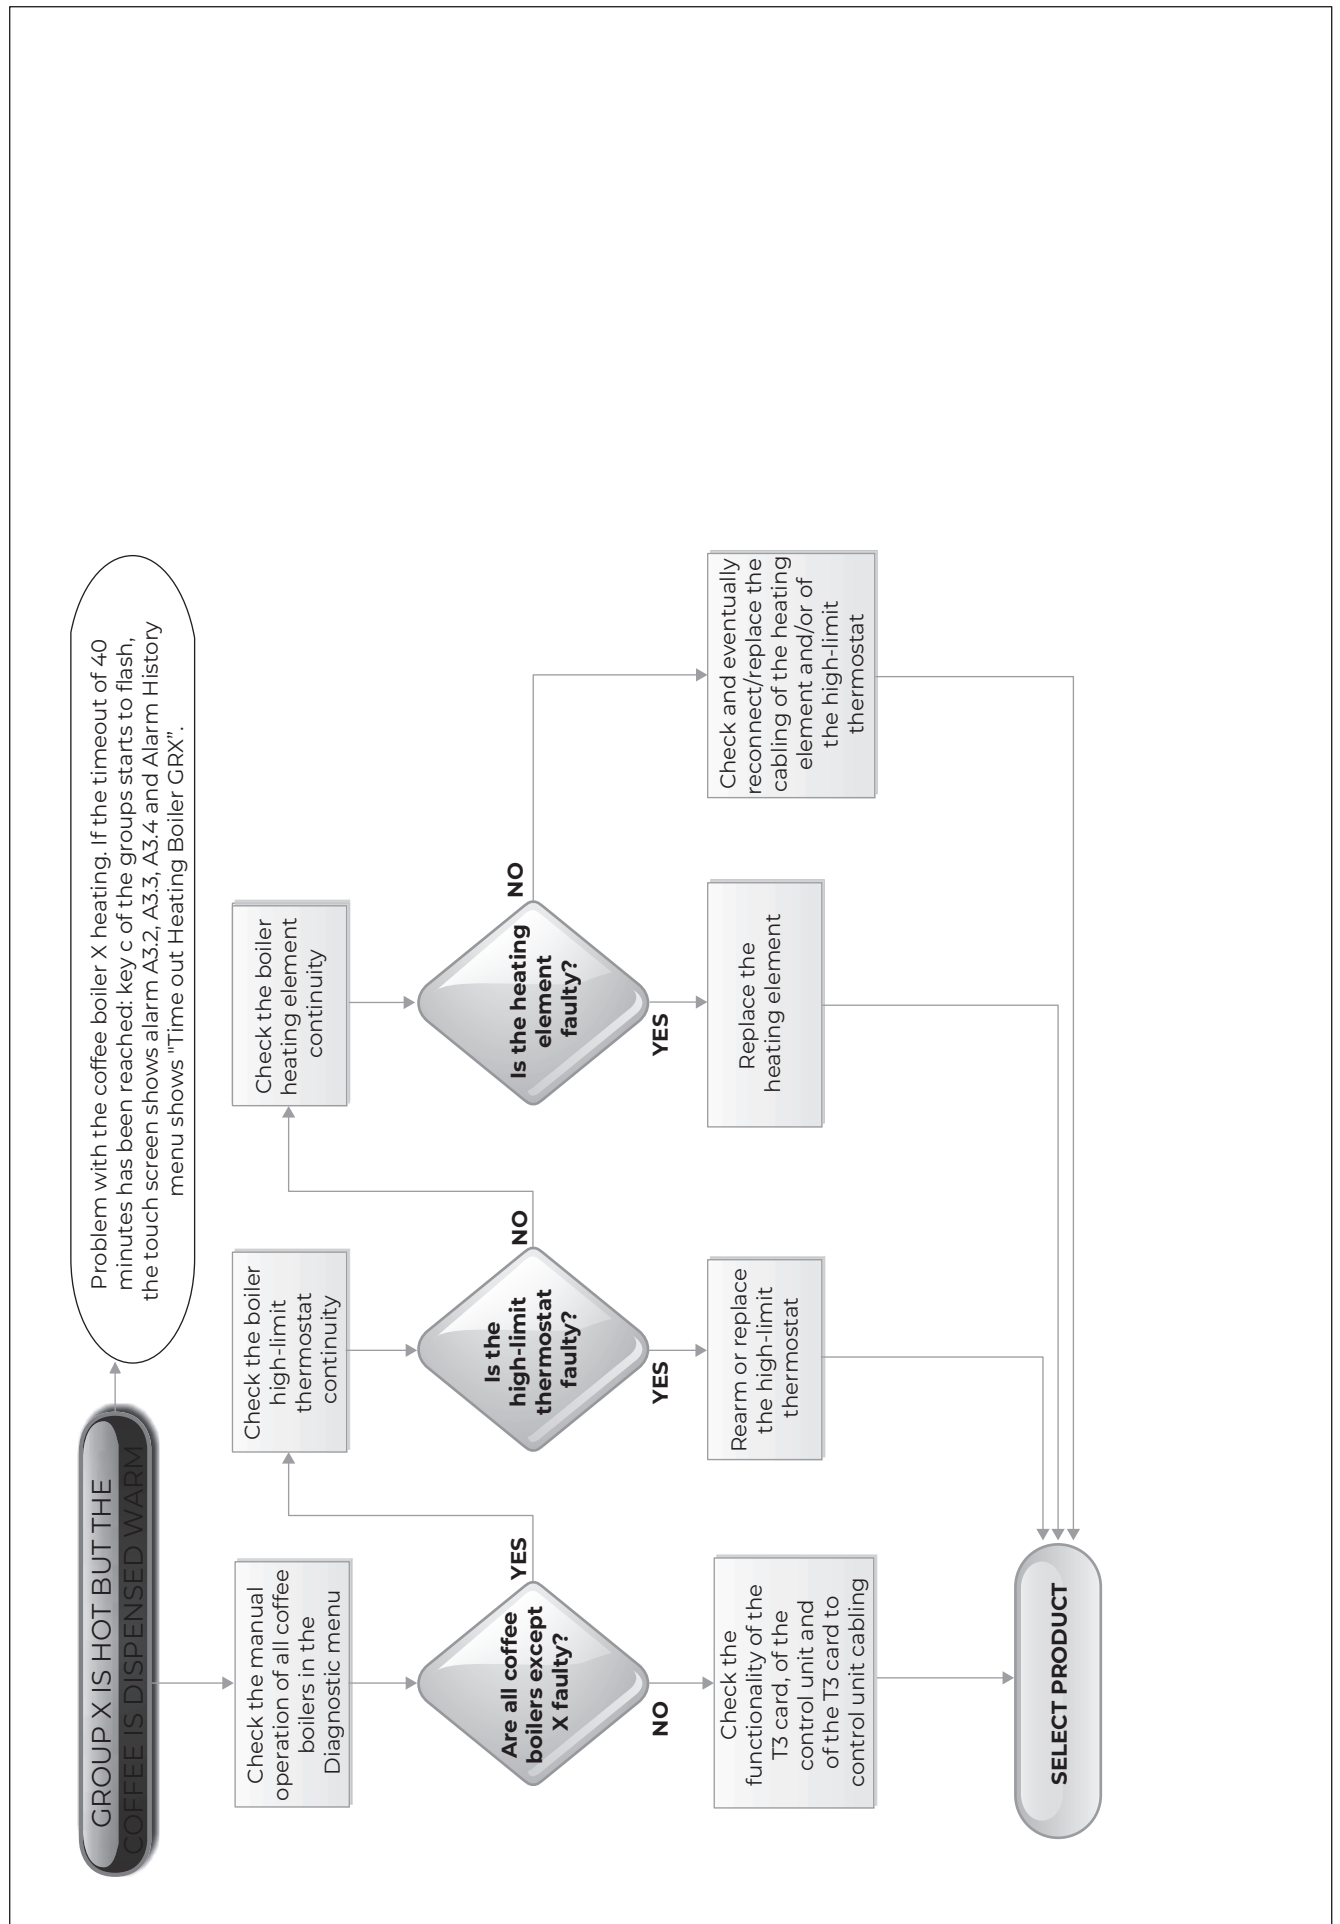 GROUP X IS HOT BUT THE
COFFEE IS DISPENSED WARM
Problem with the coffee boiler X heating. If the timeout of 40
minutes has been reached: key c of the groups starts to flash,
the touch screen shows alarm A3.2, A3.3, A3.4 and Alarm History
menu shows "Time out Heating Boiler GRX”.
Check the manual
operation of all coffee
boilers in the
Diagnostic menu
Are all coffee
boilers except
X faulty?
YES
NO
Check the
functionality of the
T3 card, of the
control unit and
of the T3 card to
control unit cabling
Check the boiler
high-limit
thermostat
continuity
Is the
high-limit
thermostat
faulty?
NO
YES
Rearm or replace
the high-limit
thermostat
Check the boiler
heating element
continuity
Is the heating
element
faulty?
NO
YES
Replace the
heating element
Check and eventually
reconnect/replace the
cabling of the heating
element and/or of
the high-limit
thermostat
SELECT PRODUCT